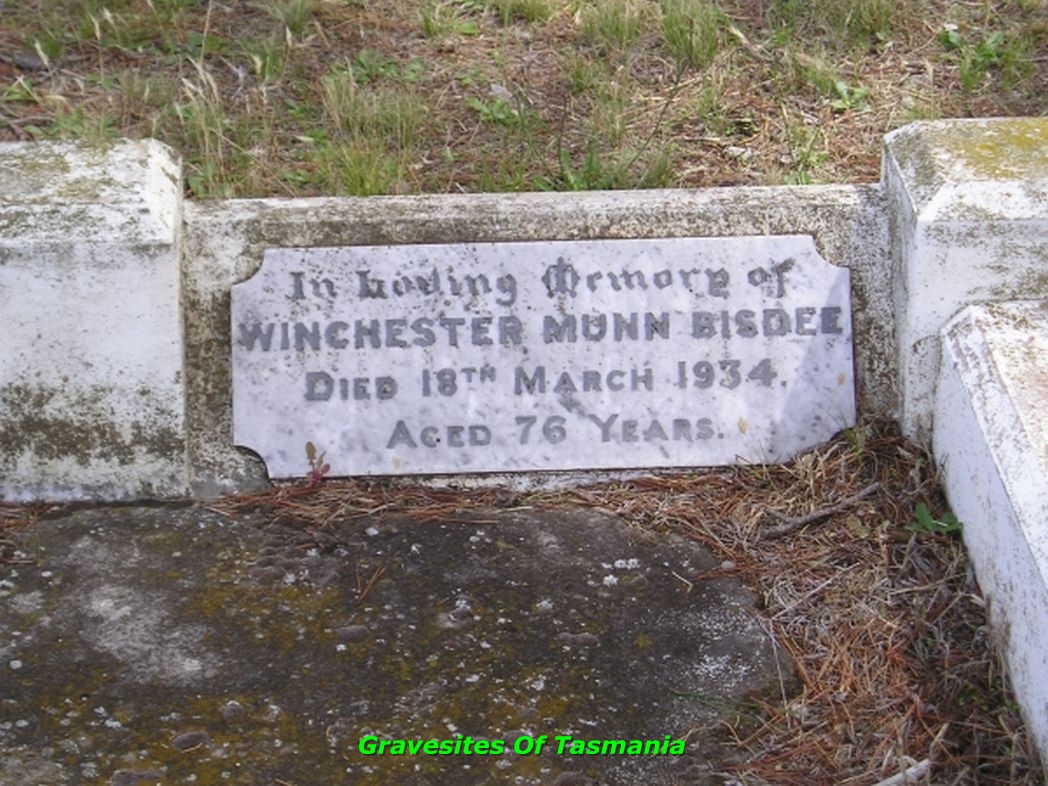 In Loving Memory of
WINCHESTER MUNN BISDEE
DIED 18TH MARCH 1934.
AGED 76 YEARS.
Gravesites Of Tasmania